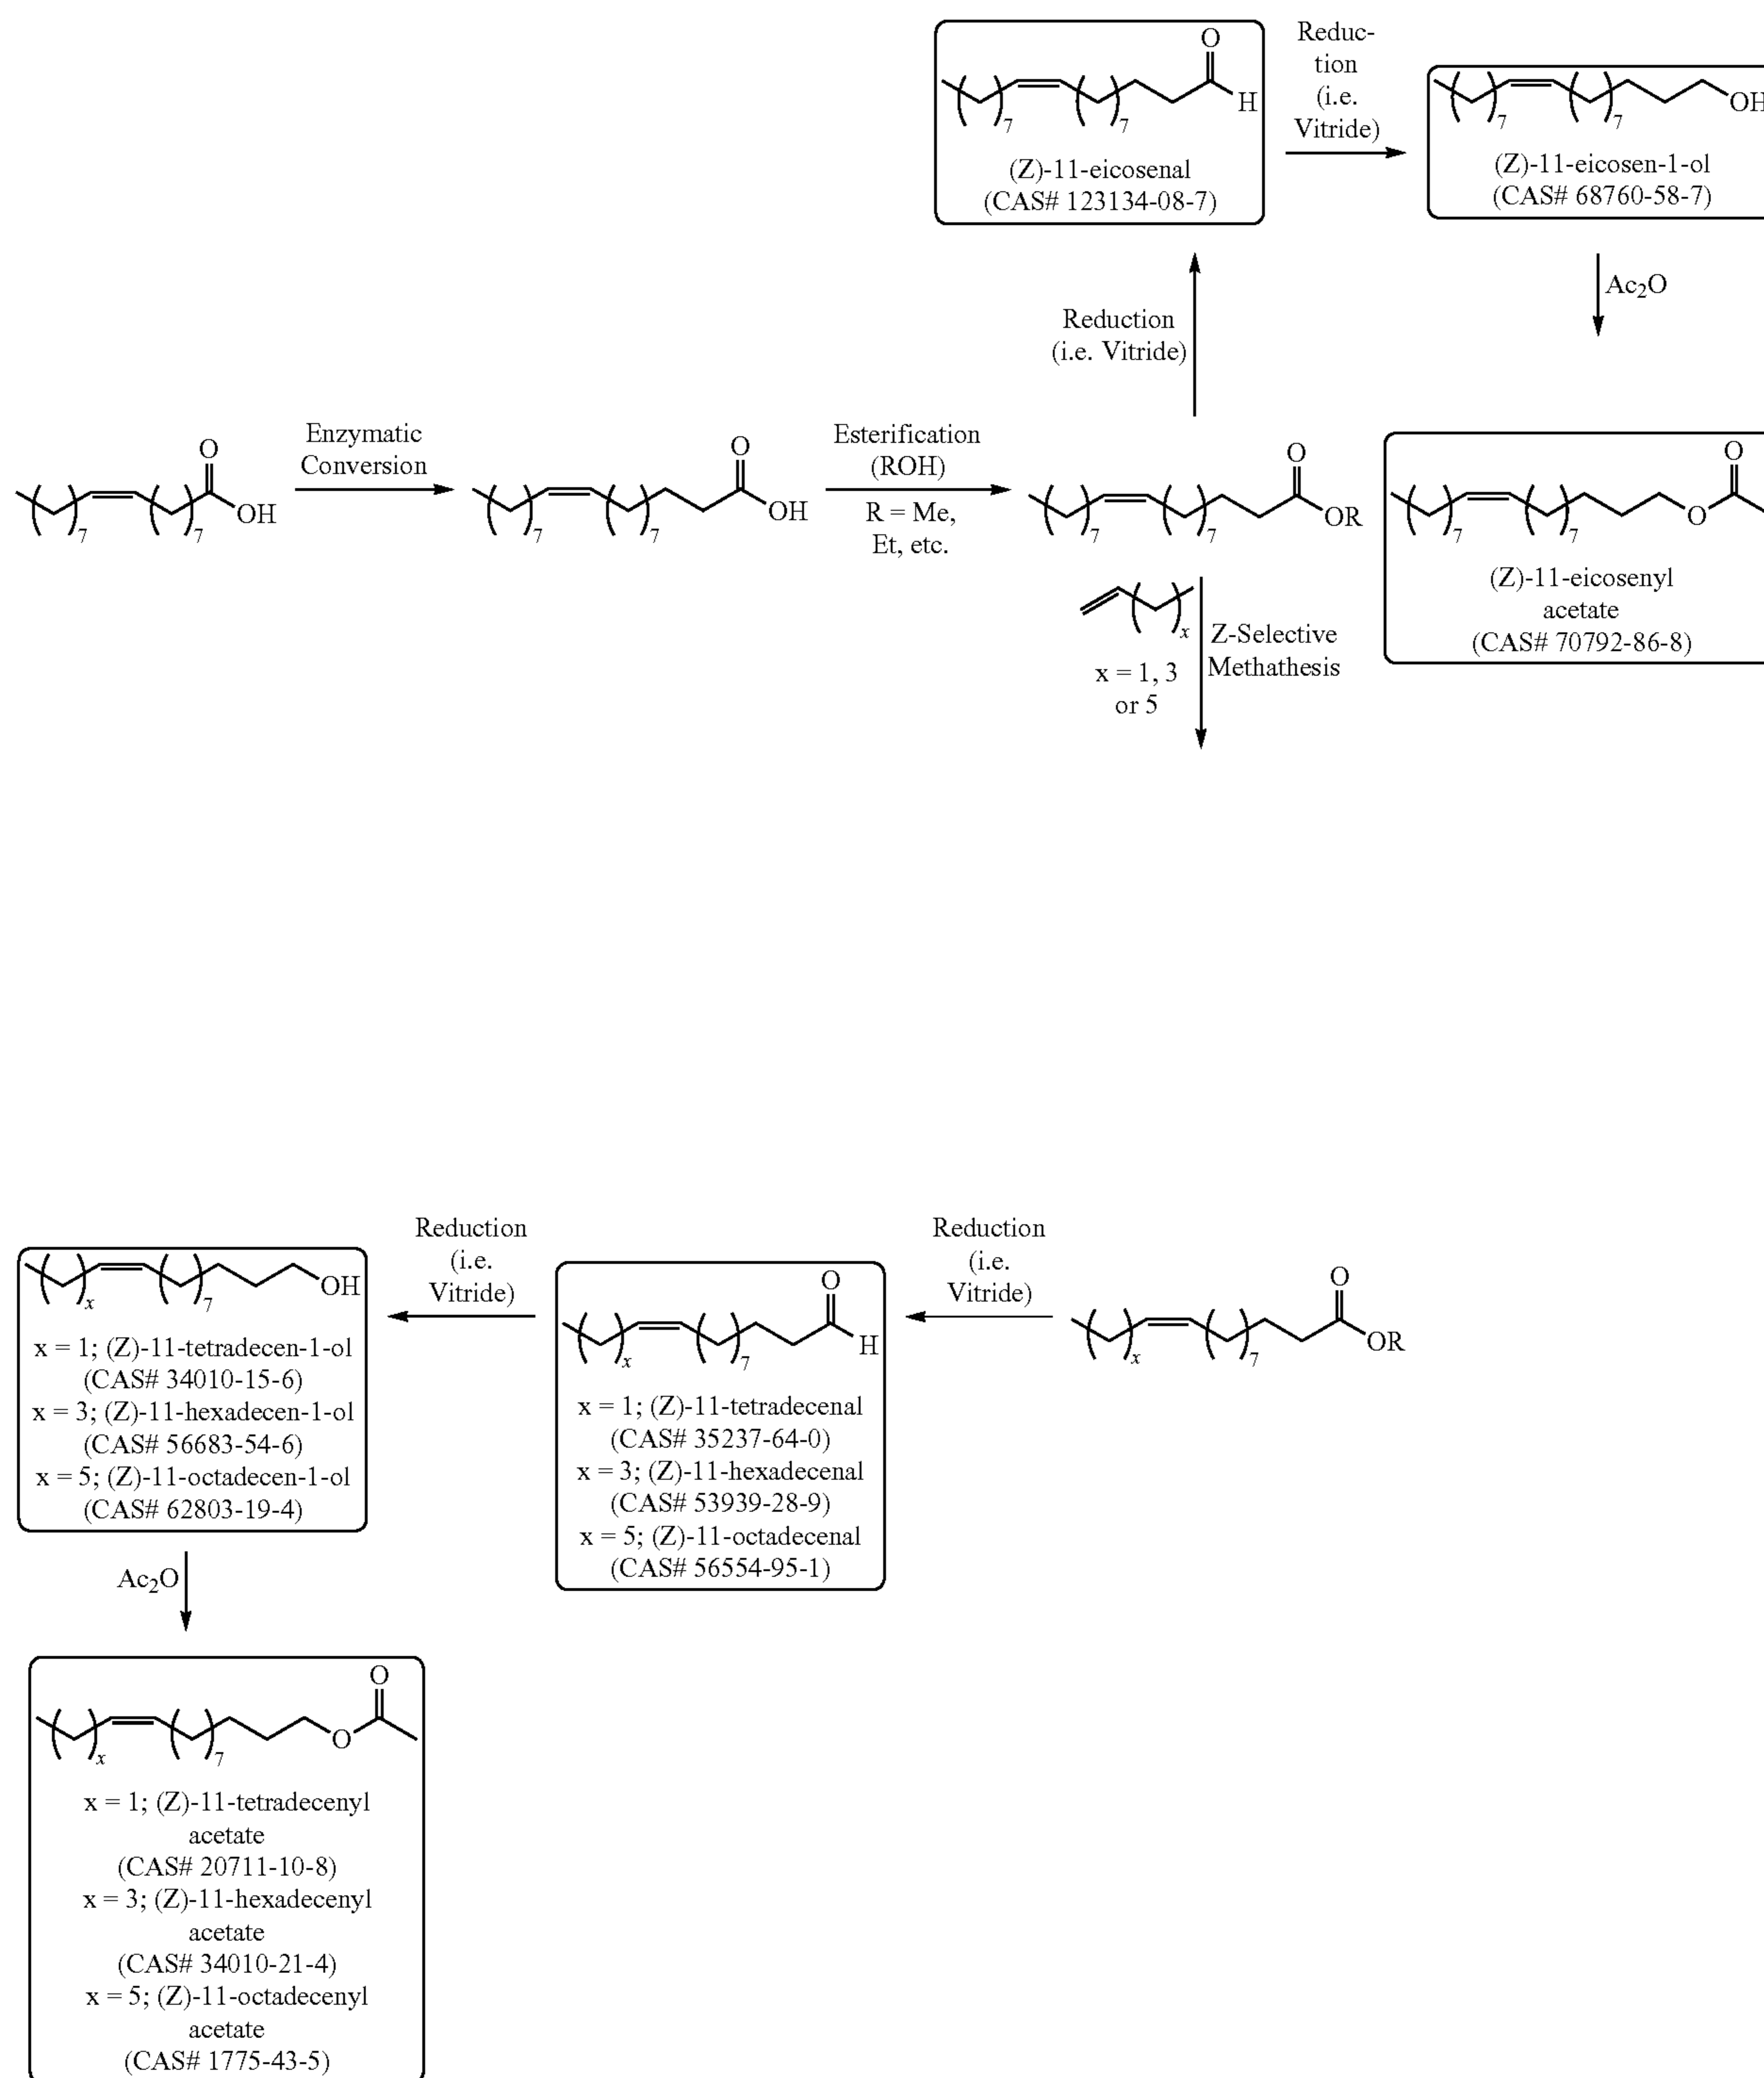 O
H
7
7
(Z)-11-eicosenal
(CAS# 123134-08-7)
Reduc-
tion
(i.e.
Vitride)
OH
7
7
(Z)-11-eicosen-1-ol
(CAS# 68760-58-7)
Ac2O
Reduction
(i.e. Vitride)
O
OH
7
7
Enzymatic
Conversion
O
OH
7
7
Esterification
(ROH)
R = Me,
Et, etc.
O
OR
7
7
O
O
7
7
(Z)-11-eicosenyl
acetate
(CAS# 70792-86-8)
x
x = 1, 3
or 5
Z-Selective
Methathesis
OH
x
7
x = 1; (Z)-11-tetradecen-1-ol
(CAS# 34010-15-6)
x = 3; (Z)-11-hexadecen-1-ol
(CAS# 56683-54-6)
x = 5; (Z)-11-octadecen-1-ol
(CAS# 62803-19-4)
Reduction
(i.e.
Vitride)
O
H
x
7
x = 1; (Z)-11-tetradecenal
(CAS# 35237-64-0)
x = 3; (Z)-11-hexadecenal
(CAS# 53939-28-9)
x = 5; (Z)-11-octadecenal
(CAS# 56554-95-1)
Reduction
(i.e.
Vitride)
O
OR
x
7
Ac2O
O
O
x
7
x = 1; (Z)-11-tetradecenyl
acetate
(CAS# 20711-10-8)
x = 3; (Z)-11-hexadecenyl
acetate
(CAS# 34010-21-4)
x = 5; (Z)-11-octadecenyl
acetate
(CAS# 1775-43-5)